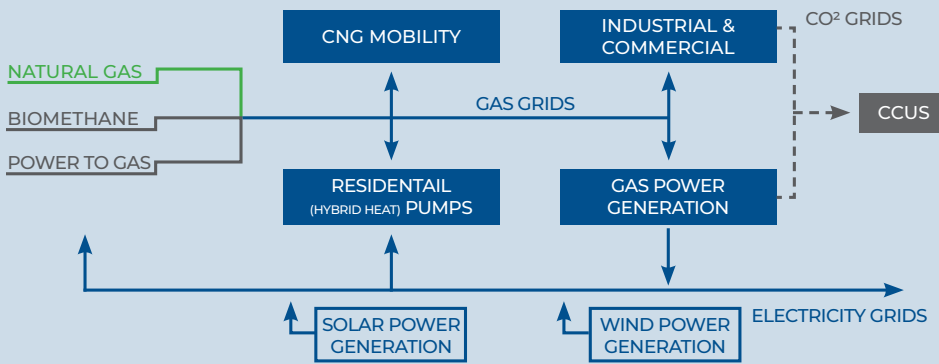 CNG MOBILITY
INDUSTRIAL &
COMMERCIAL
CO² GRIDS
NATURAL GAS
GAS GRIDS
BIOMETHANE
CCUS
POWER TO GAS
RESIDENTAIL
(HYBRID HEAT) PUMPS
GAS POWER
GENERATION
ELECTRICITY GRIDS
SOLAR POWER
GENERATION
WIND POWER
GENERATION